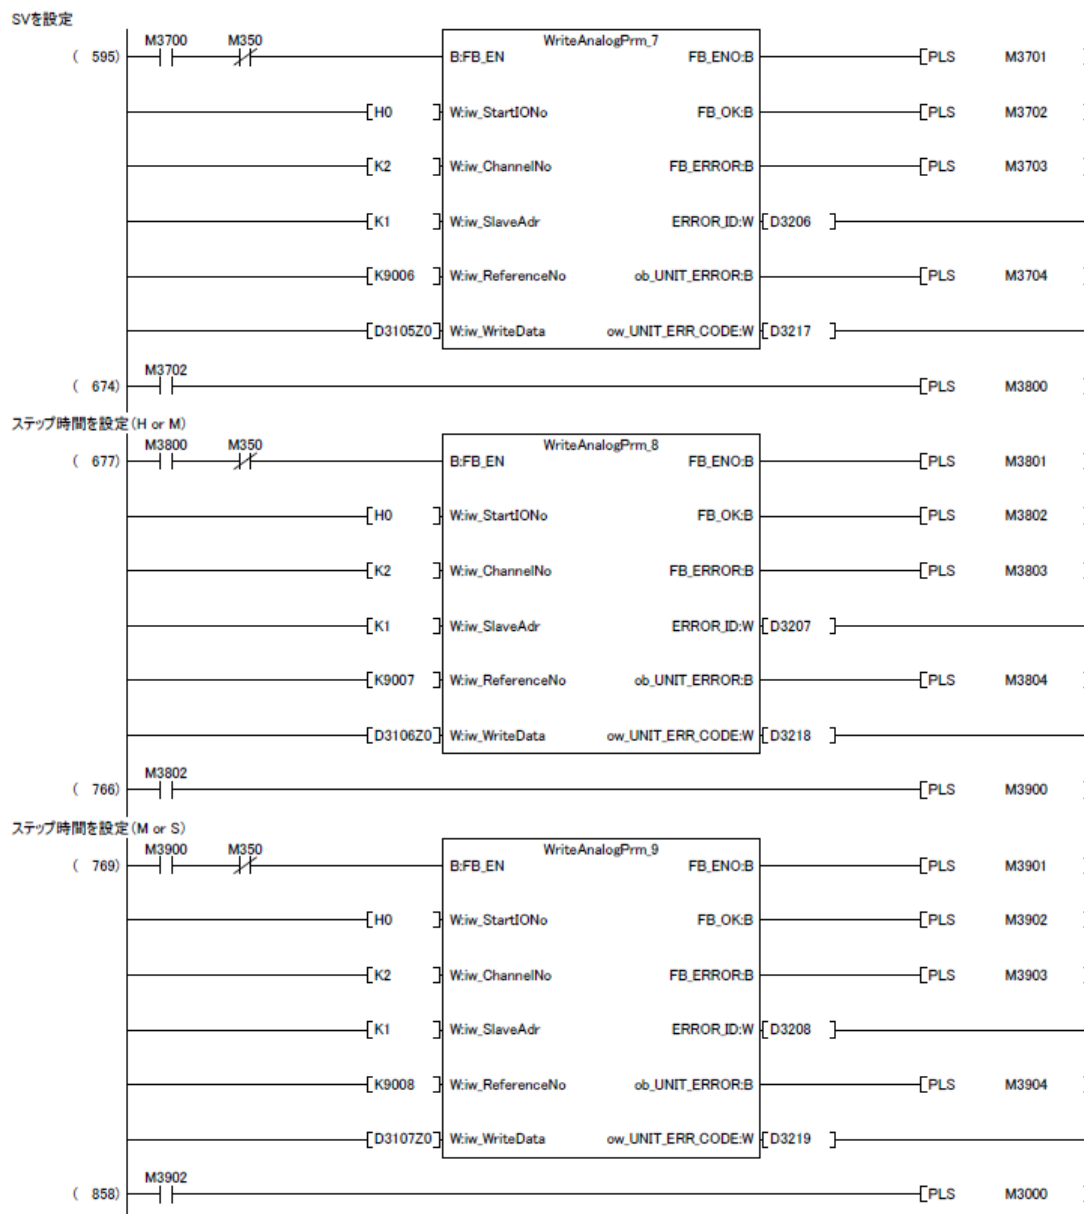 SVを設定
M3700 M350 WriteAnalogPrm_7
( 595) B:FB_EN FB_ENO:B [PLS M3701 ]
[H0 ] W:iw_StartIONo FB_OK:B [PLS M3702 ]
[K2 ] W:iw_ChannelNo FB_ERROR:B [PLS M3703 ]
[K1 ] W:iw_SlaveAdr ERROR_ID:W [D3206 ]
[K9006 ] W:iw_ReferenceNo ob_UNIT_ERROR:B [PLS M3704 ]
[D3105Z0] W:iw_WriteData ow_UNIT_ERR_CODE:W [D3217 ]
M3702
( 674) [PLS M3800 ]
ステップ時間を設定(H or M)
M3800 M350 WriteAnalogPrm_8
( 677) B:FB_EN FB_ENO:B [PLS M3801 ]
[H0 ] W:iw_StartIONo FB_OK:B [PLS M3802 ]
[K2 ] W:iw_ChannelNo FB_ERROR:B [PLS M3803 ]
[K1 ] W:iw_SlaveAdr ERROR_ID:W [D3207 ]
[K9007 ] W:iw_ReferenceNo ob_UNIT_ERROR:B [PLS M3804 ]
[D3106Z0] W:iw_WriteData ow_UNIT_ERR_CODE:W [D3218 ]
M3802
( 766) [PLS M3900 ]
ステップ時間を設定(M or S)
M3900 M350 WriteAnalogPrm_9
( 769) B:FB_EN FB_ENO:B [PLS M3901 ]
[H0 ] W:iw_StartIONo FB_OK:B [PLS M3902 ]
[K2 ] W:iw_ChannelNo FB_ERROR:B [PLS M3903 ]
[K1 ] W:iw_SlaveAdr ERROR_ID:W [D3208 ]
[K9008 ] W:iw_ReferenceNo ob_UNIT_ERROR:B [PLS M3904 ]
[D3107Z0] W:iw_WriteData ow_UNIT_ERR_CODE:W [D3219 ]
M3902
( 858) [PLS M3000 ]